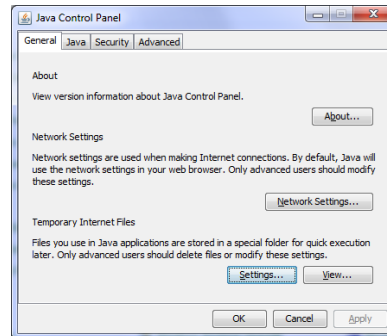 Java Control Panel
General Java Security Advanced
About
View version information about Java Control Panel.
About...
Network Settings
Network settings are used when making Internet connections. By default, Java will
use the network settings in your web browser. Only advanced users should modify
these settings.
Network Settings...
Temporary Internet Files
Files you use in Java applications are stored in a special folder for quick execution
later. Only advanced users should delete files or modify these settings.
Settings... View...
OK Cancel Apply